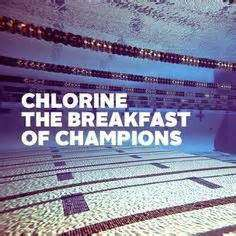 CHLORINE
THE BREAKFAST
OF CHAMPIONS